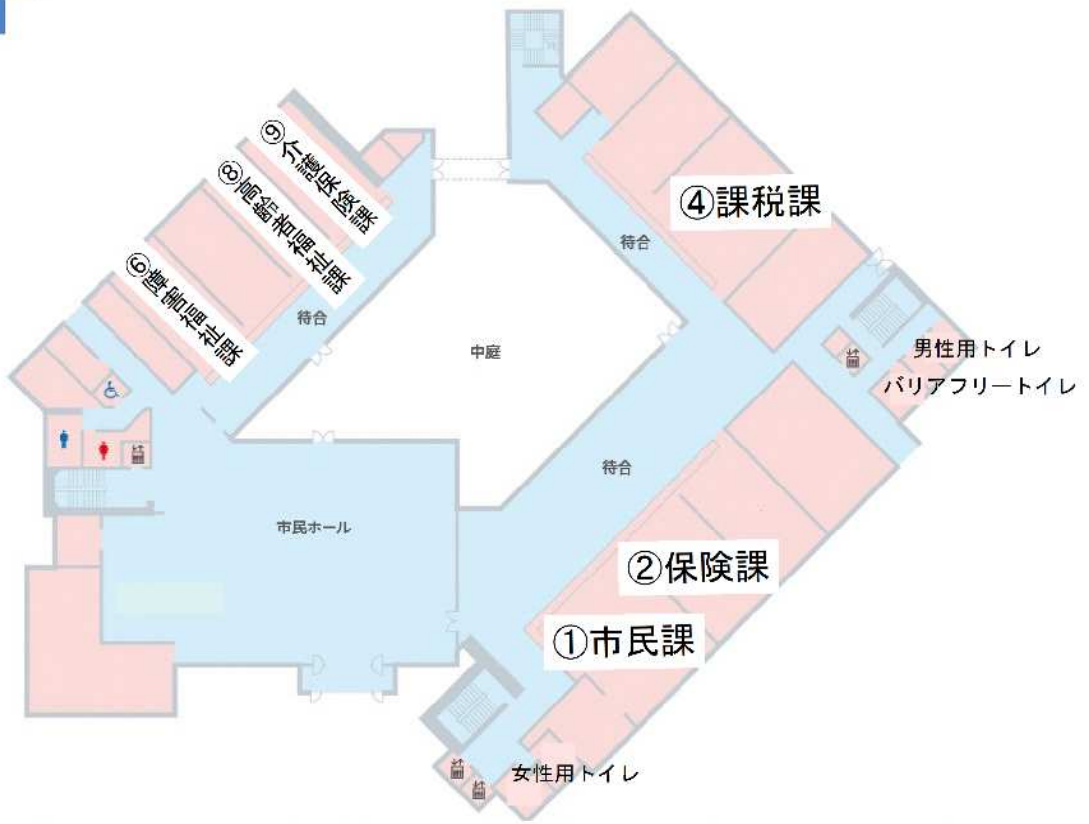 ⑨介護保険課
⑧高齢者福祉課
④課税課
待合
⑥障害福祉課
待合
中庭
男性用トイレ
バリアフリートイレ
待合
市民ホール
②保険課
①市民課
女性用トイレ